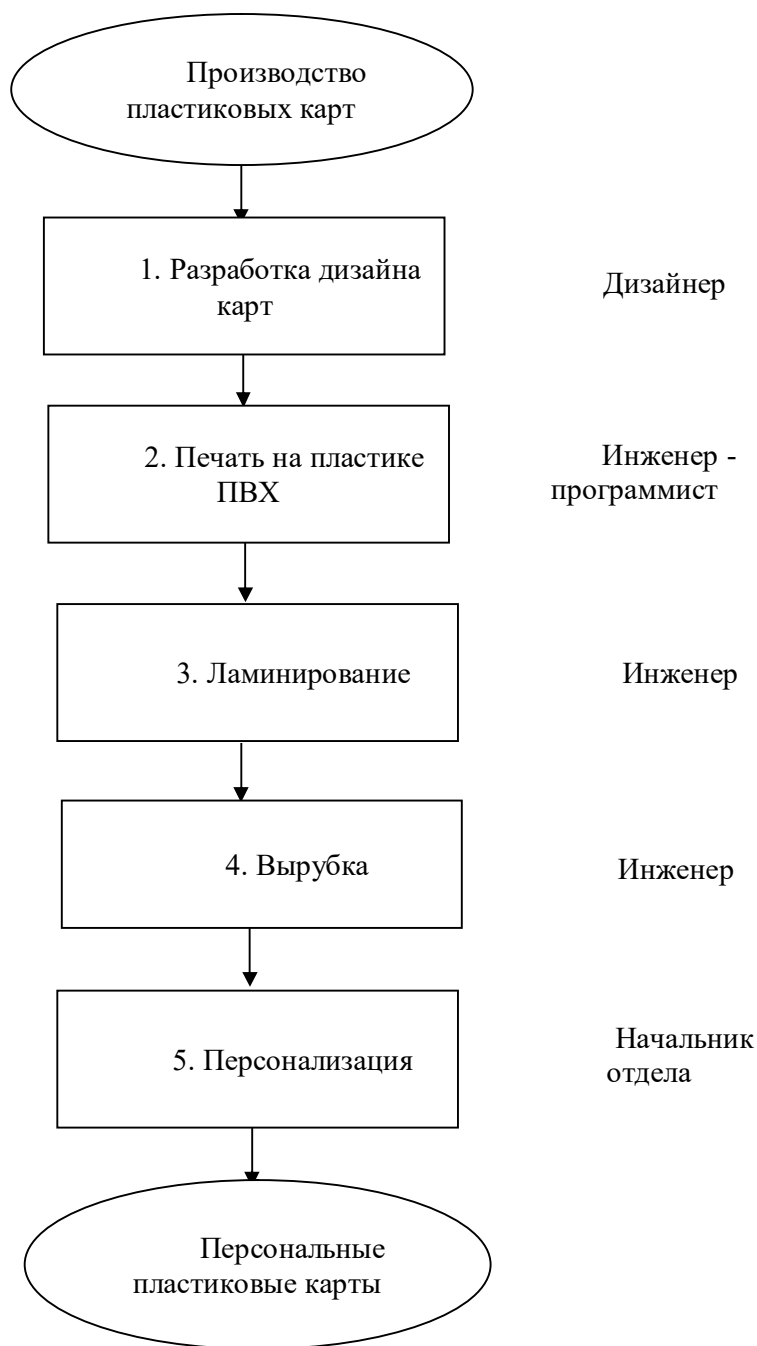 Производство
пластиковых карт
1. Разработка дизайна
карт
Дизайнер
2. Печать на пластике
ПВХ
Инженер -
программист
3. Ламинирование
Инженер
4. Вырубка
Инженер
5. Персонализация
Начальник
отдела
Персональные
пластиковые карты